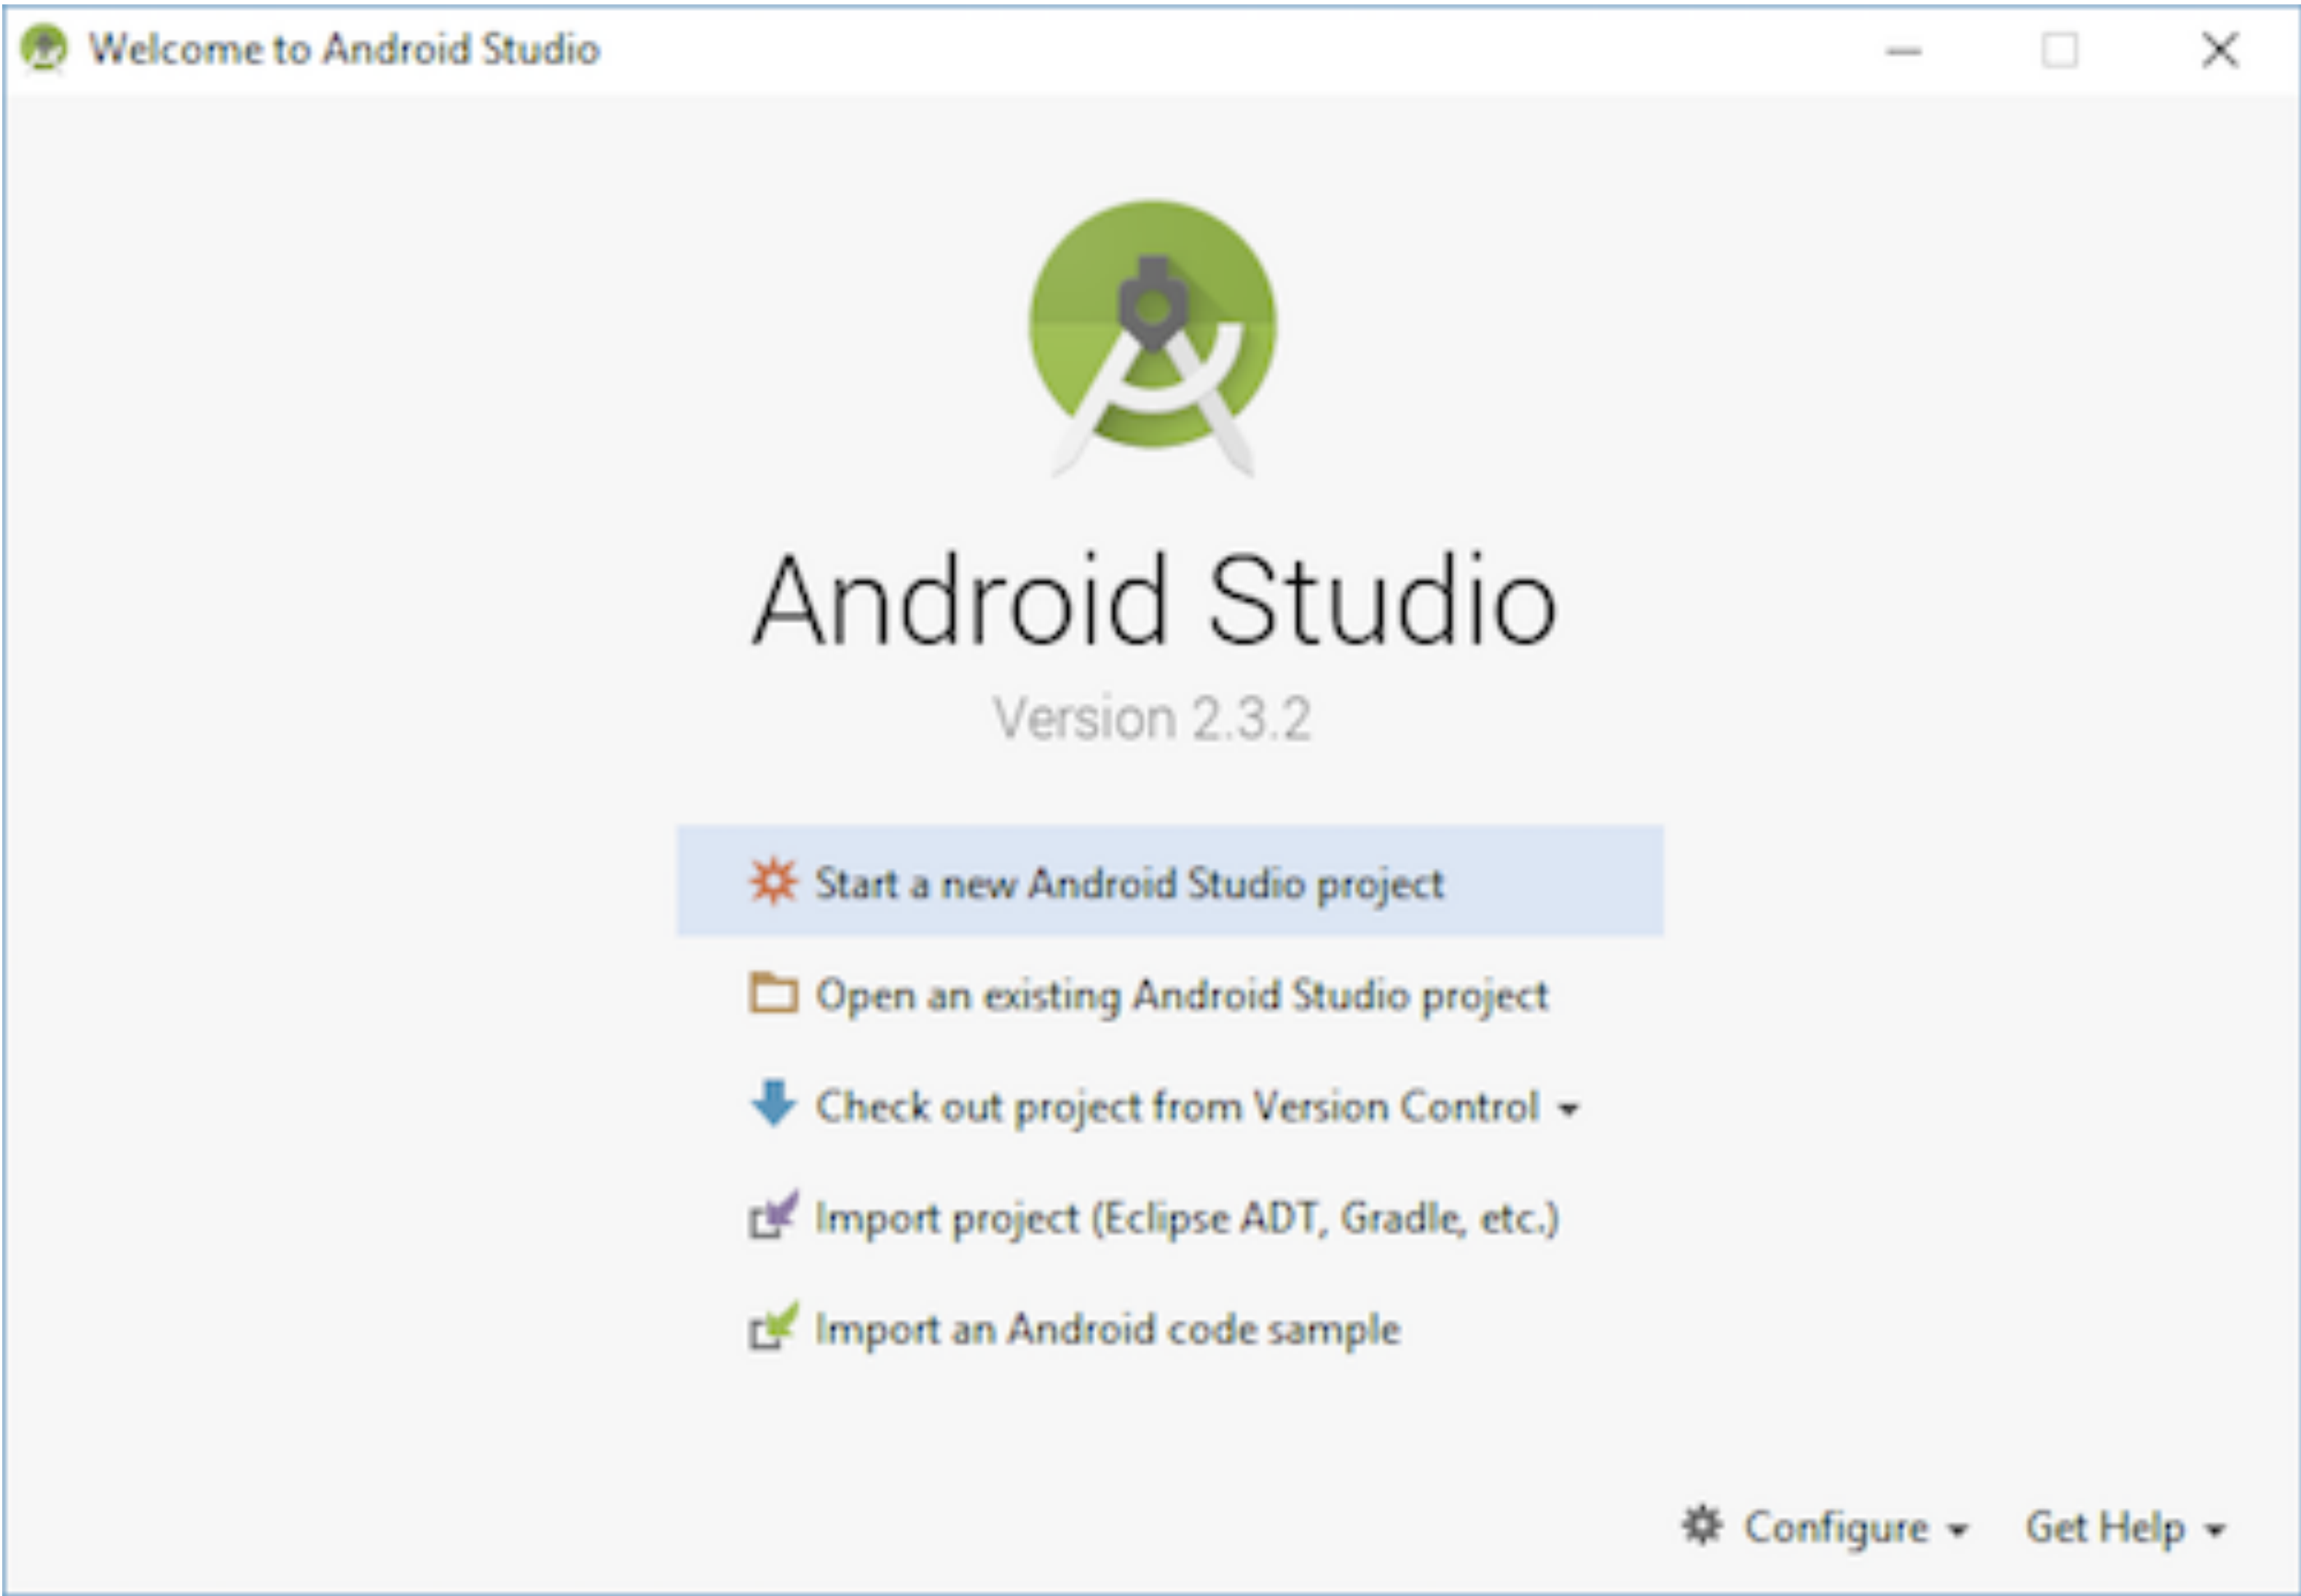 Welcome to Android Studio
Android Studio
Version 2.3.2
Start a new Android Studio project
Open an existing Android Studio project
Check out project from Version Control
Import project (Eclipse ADT, Gradle, etc.)
Import an Android code sample
Configure Get Help